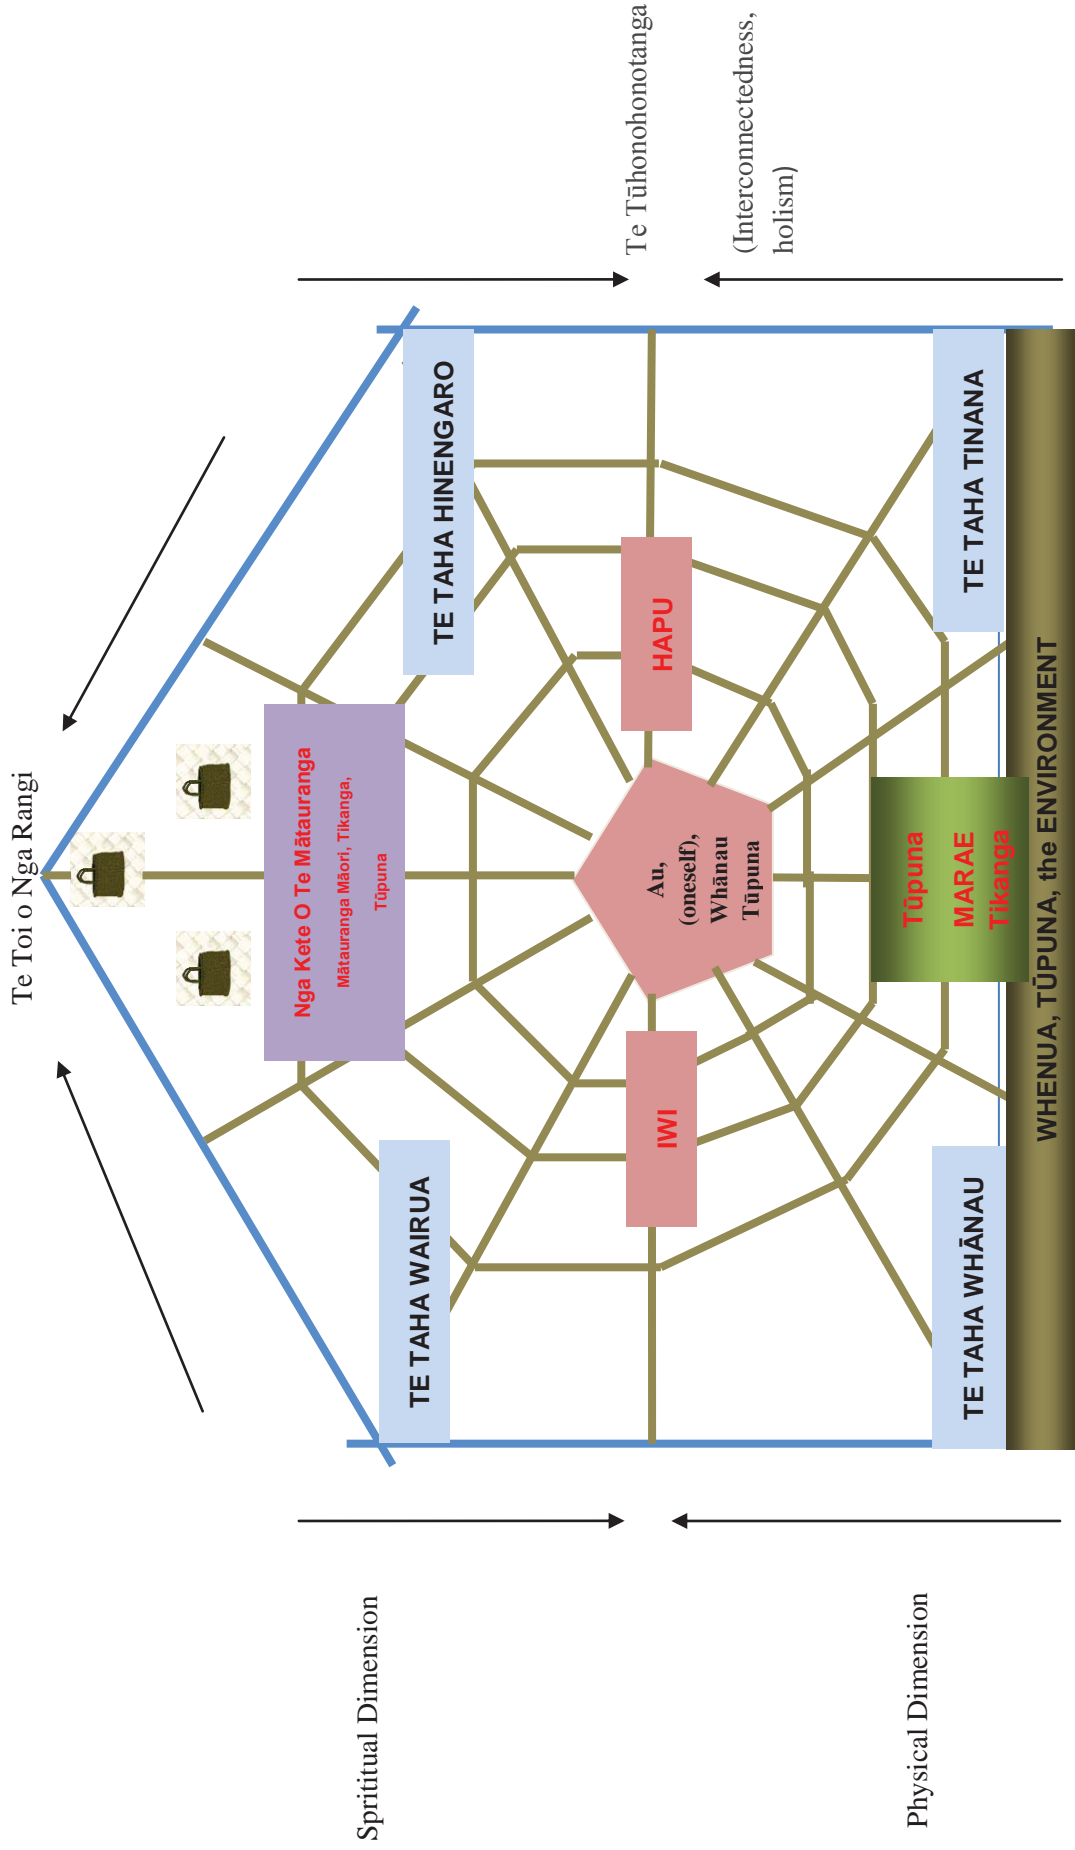 Te Toi o Nga Rangi
Nga Kete O Te Mātauranga
Mātauranga Māori, Tikanga,
Tūpuna
TE TAHA WAIRUA
TE TAHA HINENGARO
Sprititual Dimension
Te Tūhonohonotanga
(Interconnectedness,
holism)
IWI
Au,
(oneself),
Whānau
Tūpuna
HAPU
Physical Dimension
TE TAHA WHĀNAU
Tūpuna
MARAE
Tikanga
TE TAHA TINANA
WHENUA, TŪPUNA, the ENVIRONMENT